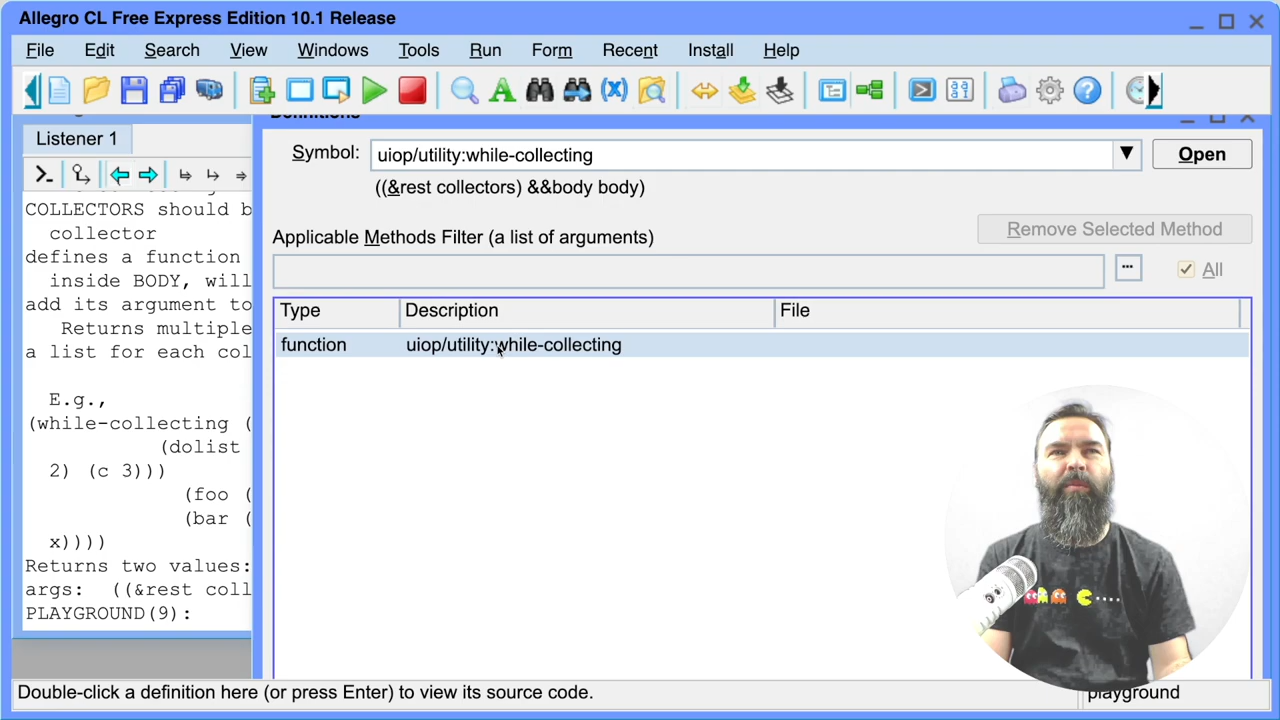 Allegro CL Free Express Edition 10.1 Release
File Edit Search View Windows Tools Run Form Recent Install Help
Listener 1
COLLECTORS should b
collector
defines a function
inside BODY, will
add its argument to
Returns multiple
a list for each col
E.g.,
(while-collecting (
(dolist
2) (c 3)))
(foo (
(bar (
x))))
Returns two values:
args: ((&rest coll
PLAYGROUND(9):
Definitions
Symbol: uiop/utility:while-collecting Open
((&rest collectors) &&body body)
Remove Selected Method
Applicable Methods Filter (a list of arguments)
... All
Type Description File
function uiop/utility:while-collecting
Double-click a definition here (or press Enter) to view its source code.
playground